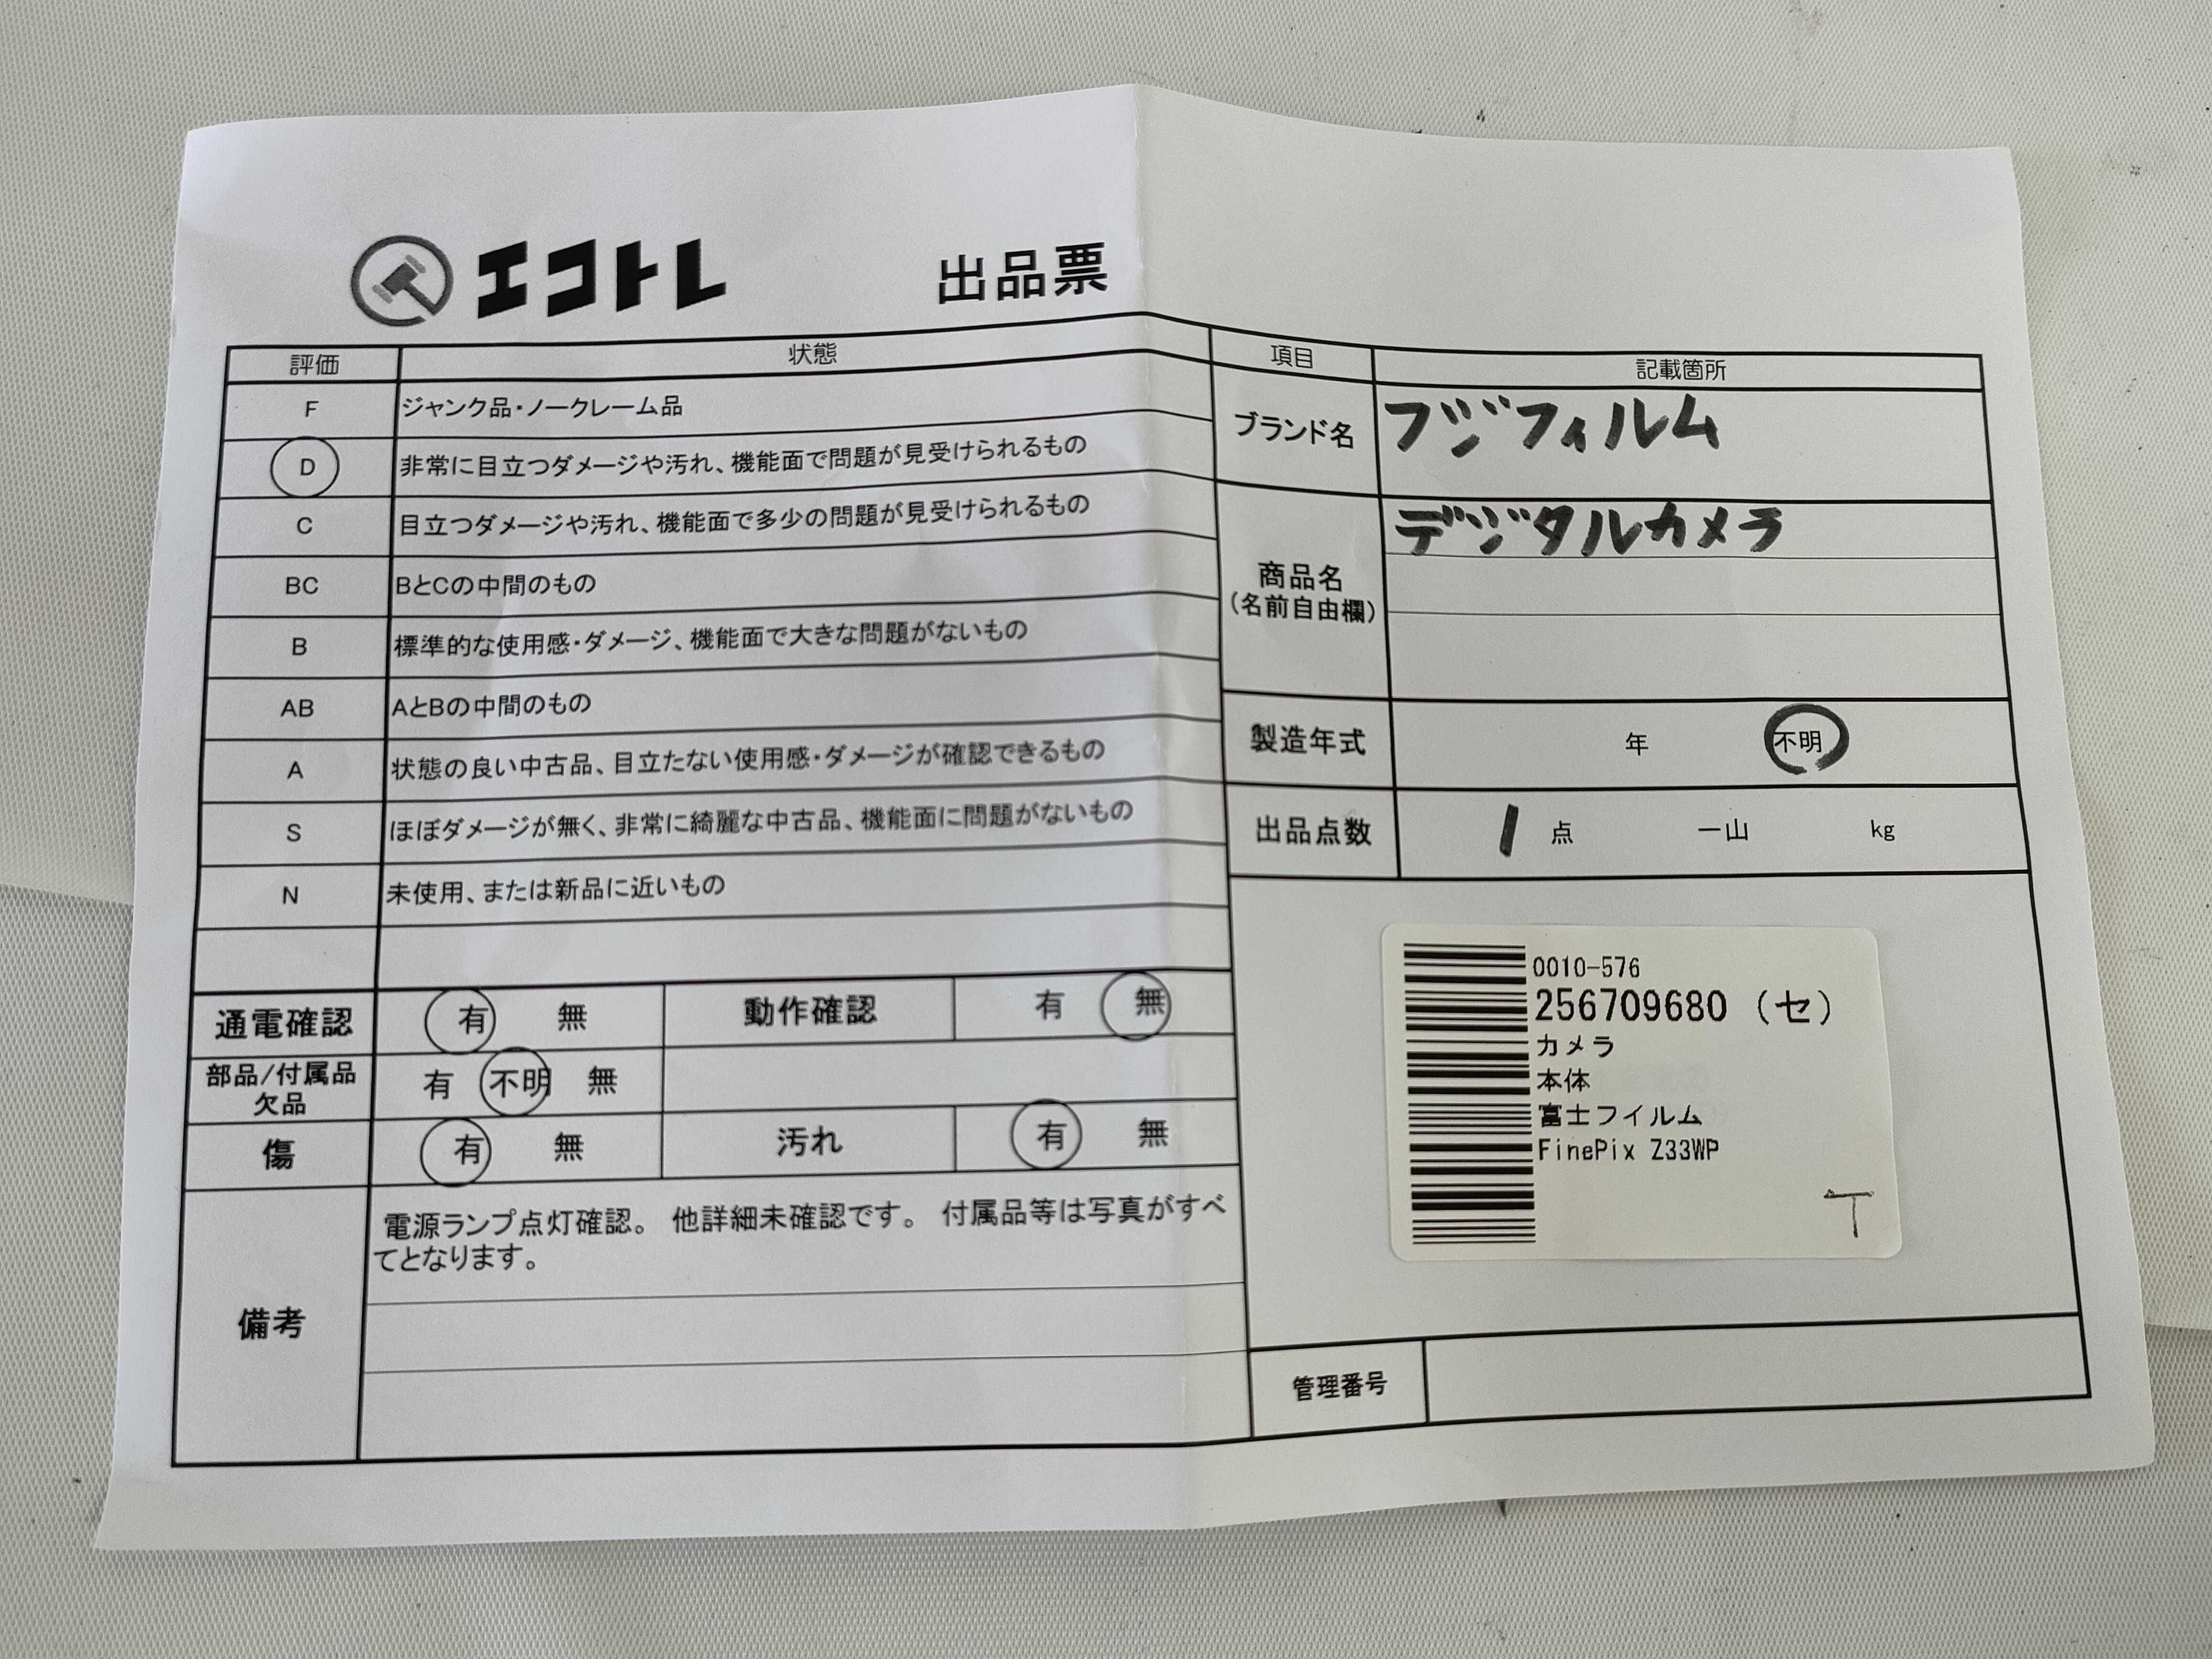 エコトレ 出品票
評価 状態
F ジャンク品・ノークレーム品
D 非常に目立つダメージや汚れ、機能面で問題が見受けられるもの
C 目立つダメージや汚れ、機能面で多少の問題が見受けられるもの
BC BとCの中間のもの
B 標準的な使用感・ダメージ、機能面で大きな問題がないもの
AB AとBの中間のもの
A 状態の良い中古品、目立たない使用感・ダメージが確認できるもの
S ほぼダメージが無く、非常に綺麗な中古品、機能面に問題がないもの
N 未使用、または新品に近いもの
通電確認 有 無 動作確認 有 無
部品/付属品
欠品 有 不明 無
傷 有 無 汚れ 有 無
備考
電源ランプ点灯確認。 他詳細未確認です。 付属品等は写真がすべ
てとなります。
項目 記載箇所
ブランド名 フジフィルム
商品名
(名前自由欄)
デジタルカメラ
製造年式 年 不明
出品点数 1 点 一山 kg
0010-576
256709680 (セ)
カメラ
本体
富士フイルム
FinePix Z33WP
T
管理番号